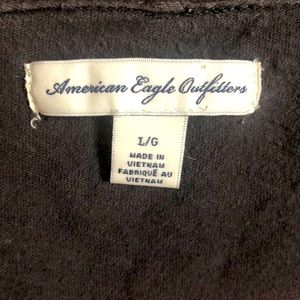 American Eagle Outfitters
L/G
MADE IN
VIETNAM
FABRIQUÉ AU
VIETNAM